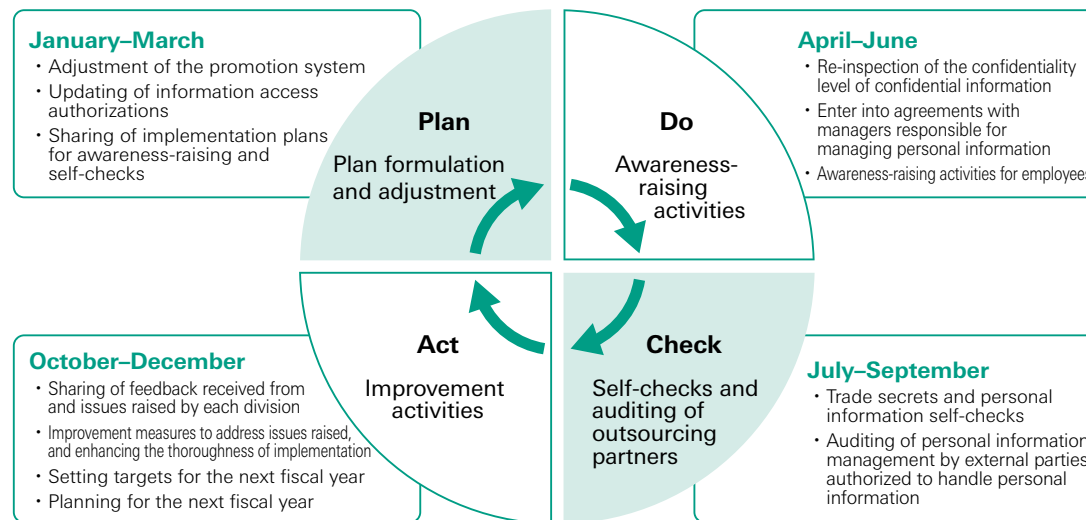 January–March
・Adjustment of the promotion system
・Updating of information access
authorizations
・Sharing of implementation plans
for awareness-raising and
self-checks
Plan
Plan formulation
and adjustment
Do
Awareness-
raising
activities
April–June
・Re-inspection of the confidentiality
level of confidential information
・Enter into agreements with
managers responsible for
managing personal information
・Awareness-raising activities for employees
October–December
・Sharing of feedback received from
and issues raised by each division
・Improvement measures to address issues raised,
and enhancing the thoroughness of implementation
・Setting targets for the next fiscal year
・Planning for the next fiscal year
Act
Improvement
activities
Check
Self-checks and
auditing of
outsourcing
partners
July–September
・Trade secrets and personal
information self-checks
・Auditing of personal information
management by external parties
authorized to handle personal
information